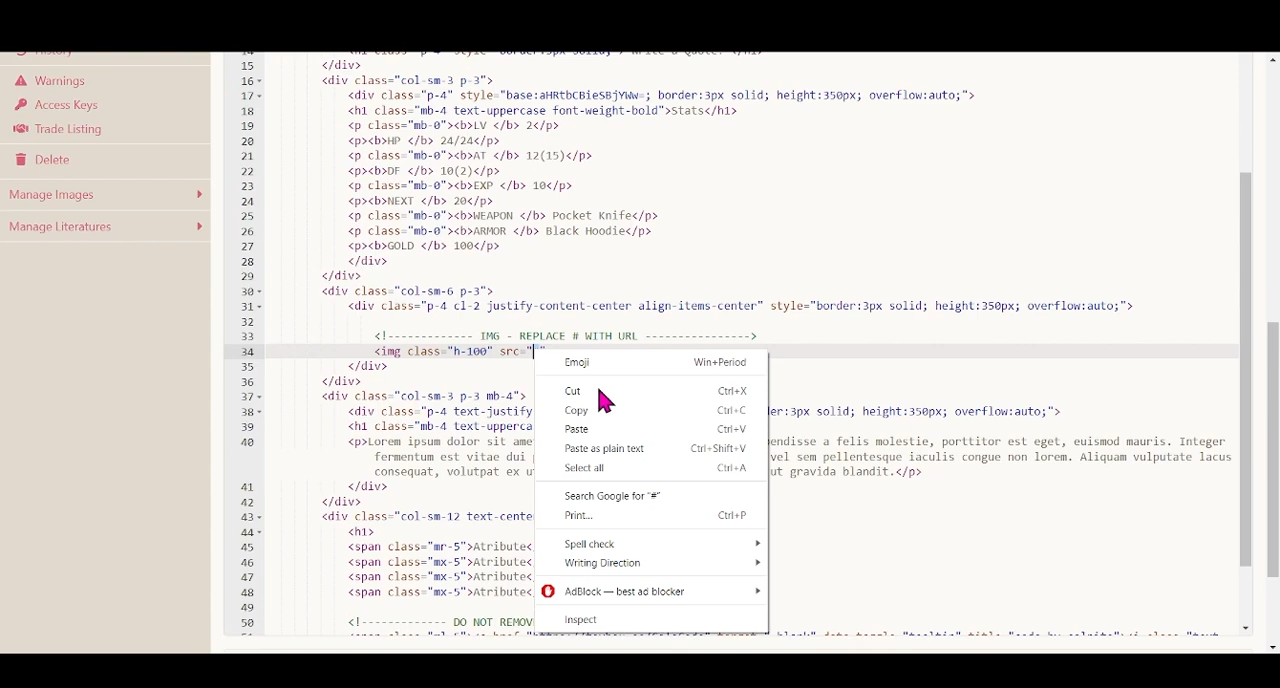 History
Warnings
Access Keys
Trade Listing
Delete
Manage Images
Manage Literatures
15 </div>
16 <div class="col-sm-3 p-3">
17 <div class="p-4" style="base:aHRtbCBieSBjYWw=; border:3px solid; height:350px; overflow:auto;">
18 <h1 class="mb-4 text-uppercase font-weight-bold">Stats</h1>
19 <p class="mb-0"><b>LV </b> 2</p>
20 <p><b>HP </b> 24/24</p>
21 <p class="mb-0"><b>AT </b> 12(15)</p>
22 <p><b>DF </b> 10(2)</p>
23 <p class="mb-0"><b>EXP </b> 10</p>
24 <p><b>NEXT </b> 20</p>
25 <p class="mb-0"><b>WEAPON </b> Pocket Knife</p>
26 <p class="mb-0"><b>ARMOR </b> Black Hoodie</p>
27 <p><b>GOLD </b> 100</p>
28 </div>
29 </div>
30 <div class="col-sm-6 p-3">
31 <div class="p-4 cl-2 justify-content-center align-items-center" style="border:3px solid; height:350px; overflow:auto;">
32
33 <!------------- IMG - REPLACE # WITH URL ---------------->
34 <img class="h-100" src="
35 </div>
36 </div>
37 <div class="col-sm-3 p-3 mb-4">
38 <div class="p-4 text-justify der:3px solid; height:350px; overflow:auto;">
39 <h1 class="mb-4 text-upperca
40 <p>Lorem ipsum dolor sit ame pendisse a felis molestie, porttitor est eget, euismod mauris. Integer
fermentum est vitae dui p vel sem pellentesque iaculis congue non lorem. Aliquam vulputate lacus
consequat, volutpat ex u ut gravida blandit.</p>
41 </div>
42 </div>
43 <div class="col-sm-12 text-cente
44 <h1>
45 <span class="mr-5">Atribute<
46 <span class="mx-5">Atribute<
47 <span class="mx-5">Atribute<
48 <span class="mx-5">Atribute<
49
50 <!------------- DO NOT REMOV
Emoji Win+Period
Cut Ctrl+X
Copy Ctrl+C
Paste Ctrl+V
Paste as plain text Ctrl+Shift+V
Select all Ctrl+A
Search Google for "#"
Print... Ctrl+P
Spell check
Writing Direction
AdBlock — best ad blocker
Inspect